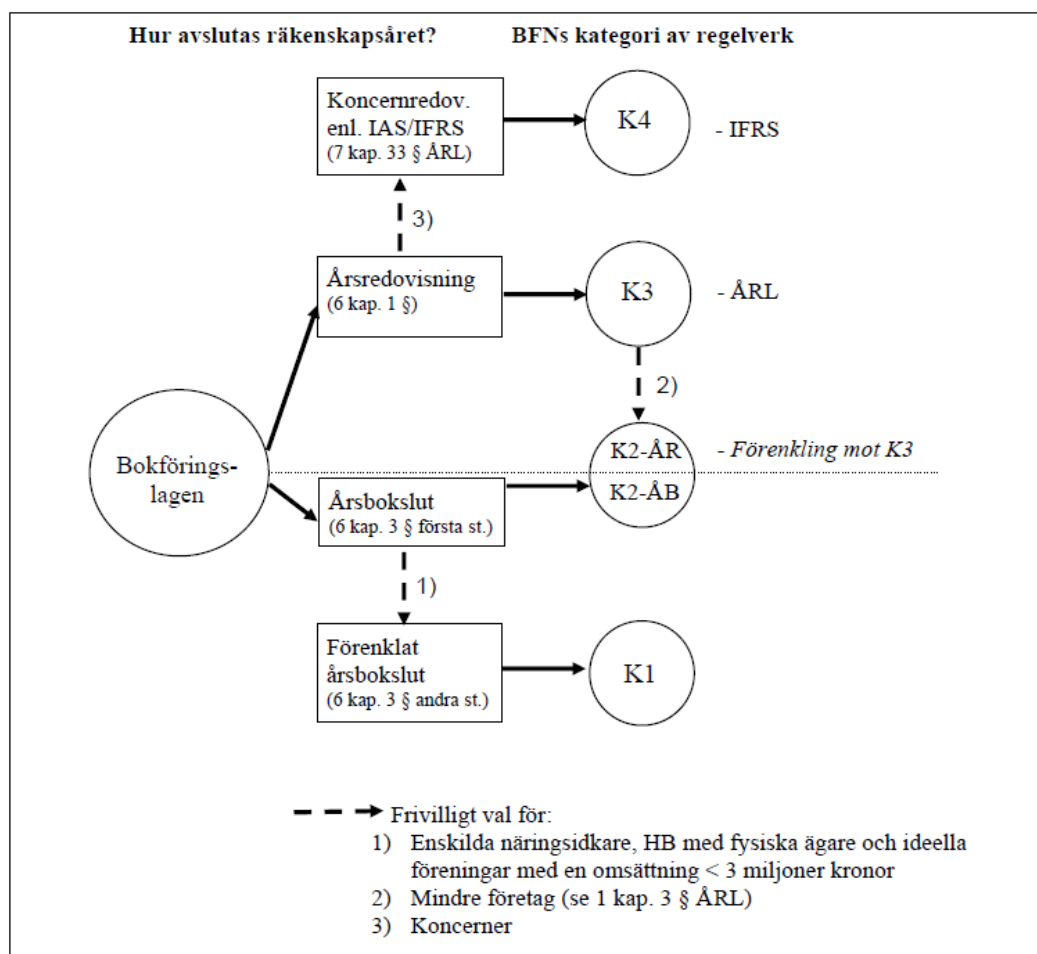 Hur avslutas räkenskapsåret?
BFNs kategori av regelverk
Koncernredov.
enl. IAS/IFRS
(7 kap. 33 § ÅRL)
K4
- IFRS
3)
Årsredovisning
(6 kap. 1 §)
K3
- ÅRL
2)
Bokförings-
lagen
K2-ÅR
- Förenkling mot K3
K2-ÅB
Årsbokslut
(6 kap. 3 § första st.)
1)
Förenklat
årsbokslut
(6 kap. 3 § andra st.)
K1
Frivilligt val för:
1) Enskilda näringsidkare, HB med fysiska ägare och ideella
föreningar med en omsättning < 3 miljoner kronor
2) Mindre företag (se 1 kap. 3 § ÅRL)
3) Koncerner